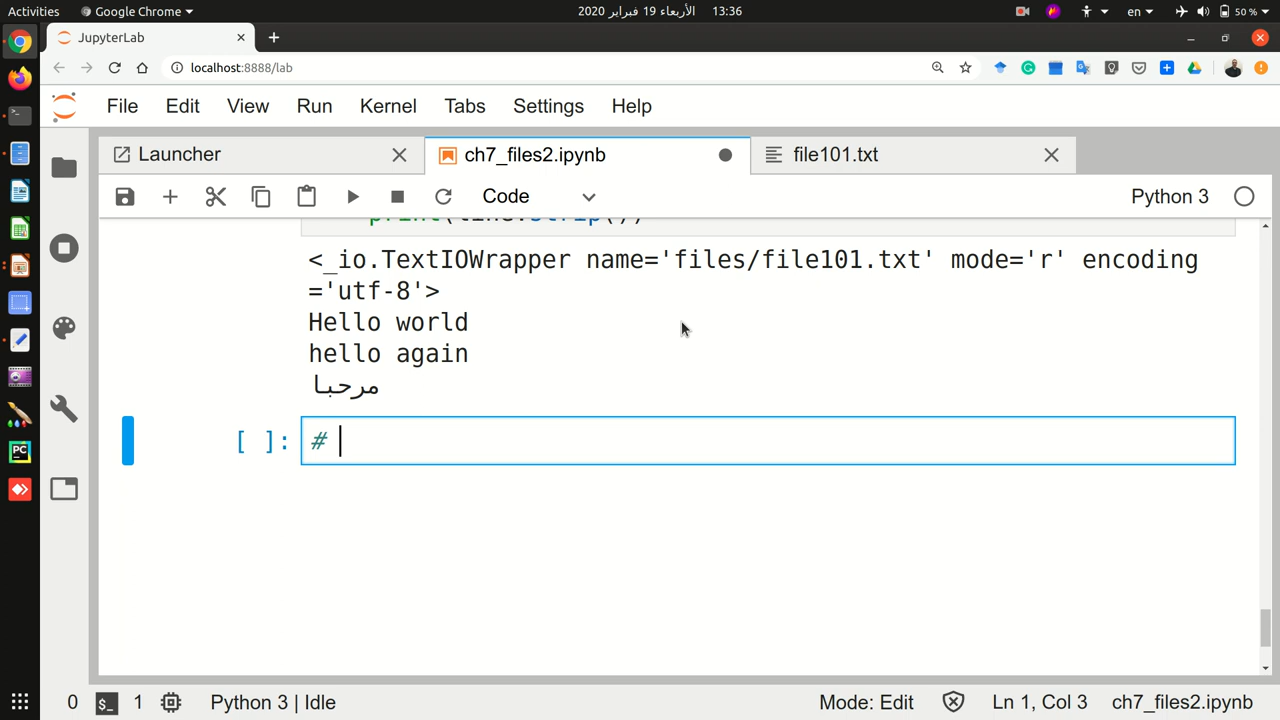 Activities Google Chrome الأربعاء 19 فبراير 2020 13:36 en 50 %
JupyterLab
localhost:8888/lab
File Edit View Run Kernel Tabs Settings Help
Launcher ch7_files2.ipynb file101.txt
Code Python 3
print(line.strip())
<_io.TextIOWrapper name='files/file101.txt' mode='r' encoding
='utf-8'>
Hello world
hello again
مرحبا
[ ]: #
0 1 Python 3 | Idle Mode: Edit Ln 1, Col 3 ch7_files2.ipynb